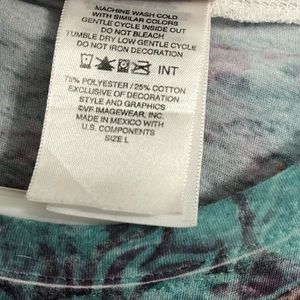 MACHINE WASH COLD
WITH SIMILAR COLORS
GENTLE CYCLE INSIDE OUT
DO NOT BLEACH
TUMBLE DRY LOW GENTLE CYCLE
DO NOT IRON DECORATION
INT
75% POLYESTER / 25% COTTON
EXCLUSIVE OF DECORATION
STYLE AND GRAPHICS
©VF IMAGEWEAR, INC.
MADE IN MEXICO WITH
U.S. COMPONENTS
SIZE L